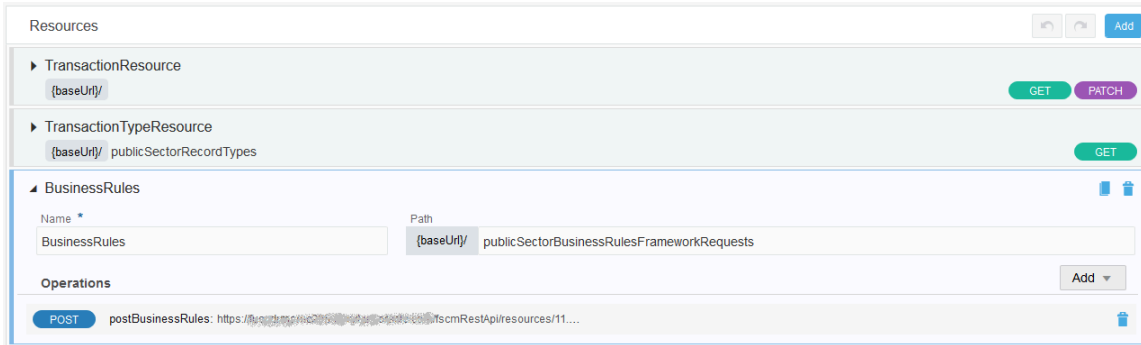 Resources
Add
TransactionResource
{baseUrl}/
GET PATCH
TransactionTypeResource
{baseUrl}/ publicSectorRecordTypes
GET
BusinessRules
Name * Path
BusinessRules {baseUrl}/ publicSectorBusinessRulesFrameworkRequests
Operations Add
POST postBusinessRules: https:// /fscmRestApi/resources/11....